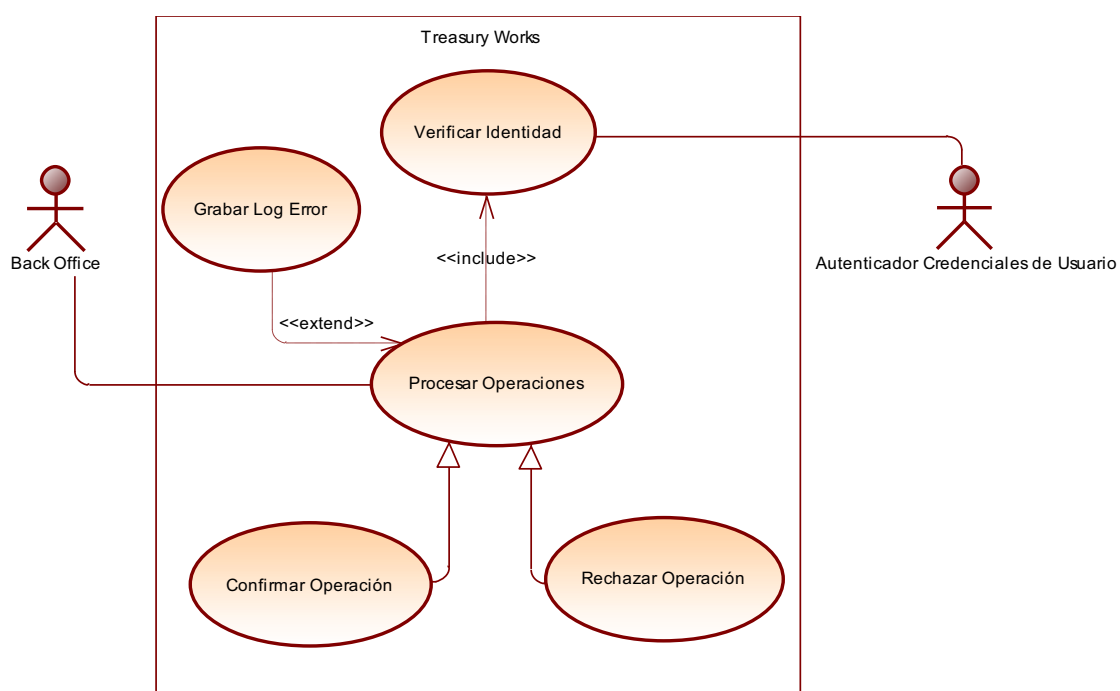 Treasury Works
Verificar Identidad
Grabar Log Error
Back Office
<<include>>
Autenticador Credenciales de Usuario
<<extend>>
Procesar Operaciones
Confirmar Operación
Rechazar Operación